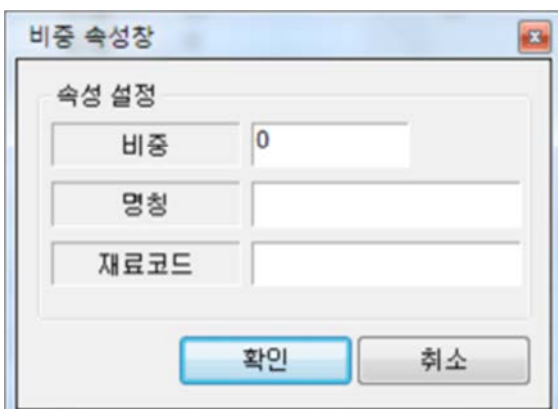 비중 속성창
속성 설정
비중 0
명칭
재료코드
확인 취소